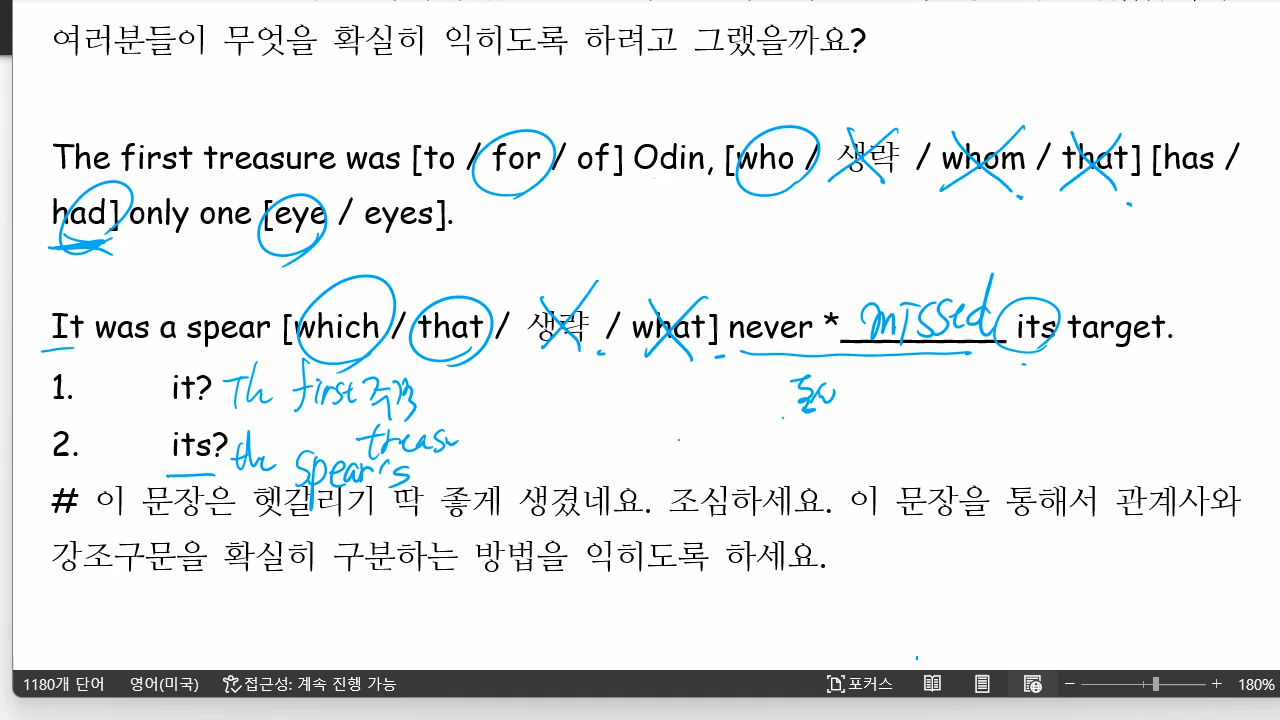 여러분들이 무엇을 확실히 익히도록 하려고 그랬을까요?
The first treasure was [to / for / of] Odin, [who / 생략 / whom / that] [has /
had] only one [eye / eyes].
It was a spear [which / that / 생략 / what] never * missed its target.
1. it? Th first
treasu
2. its? the spear's
# 이 문장은 헷갈리기 딱 좋게 생겼네요. 조심하세요. 이 문장을 통해서 관계사와
강조구문을 확실히 구분하는 방법을 익히도록 하세요.
1180개 단어 영어(미국) 접근성: 계속 진행 가능 포커스 180%